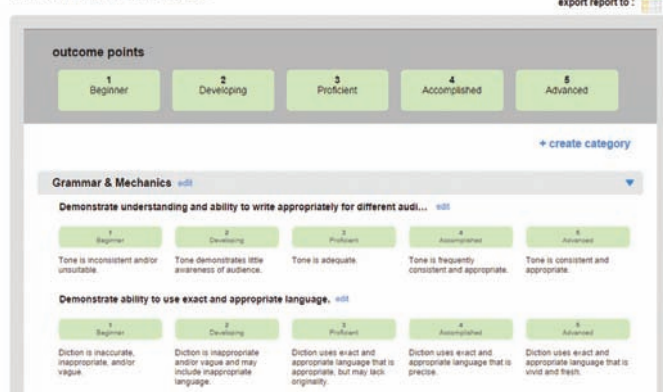 export report to :
outcome points
1 2 3 4 5
Beginner Developing Proficient Accomplished Advanced
+ create category
Grammar & Mechanics edit
Demonstrate understanding and ability to write appropriately for different audi... edit
1 2 3 4 5
Beginner Developing Proficient Accomplished Advanced
Tone is inconsistent and/or Tone demonstrates little Tone is adequate. Tone is frequently Tone is consistent and
unsuitable. awareness of audience. consistent and appropriate. appropriate.
Demonstrate ability to use exact and appropriate language. edit
1 2 3 4 5
Beginner Developing Proficient Accomplished Advanced
Diction is inaccurate, Diction is inappropriate Diction uses exact and Diction uses exact and Diction uses exact and
inappropriate, and/or and/or vague and may appropriate language that is appropriate language that is appropriate language that is
vague. include inappropriate appropriate, but may lack precise. vivid and fresh.
language. originality.